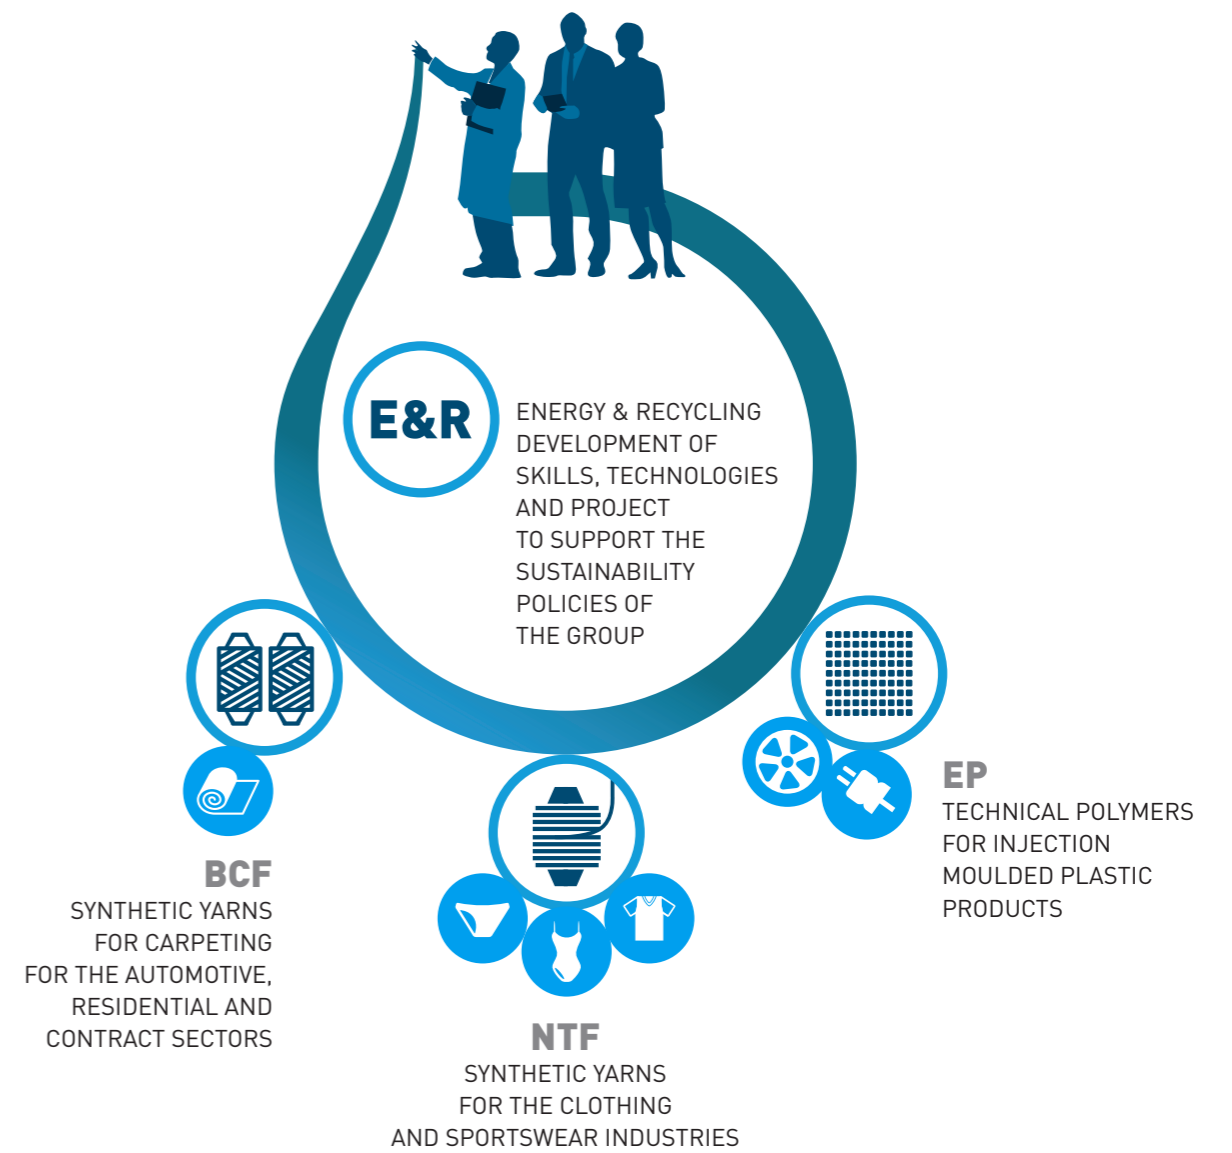 E&R
ENERGY & RECYCLING
DEVELOPMENT OF
SKILLS, TECHNOLOGIES
AND PROJECT
TO SUPPORT THE
SUSTAINABILITY
POLICIES OF
THE GROUP
BCF
SYNTHETIC YARNS
FOR CARPETING
FOR THE AUTOMOTIVE,
RESIDENTIAL AND
CONTRACT SECTORS
NTF
SYNTHETIC YARNS
FOR THE CLOTHING
AND SPORTSWEAR INDUSTRIES
EP
TECHNICAL POLYMERS
FOR INJECTION
MOULDED PLASTIC
PRODUCTS